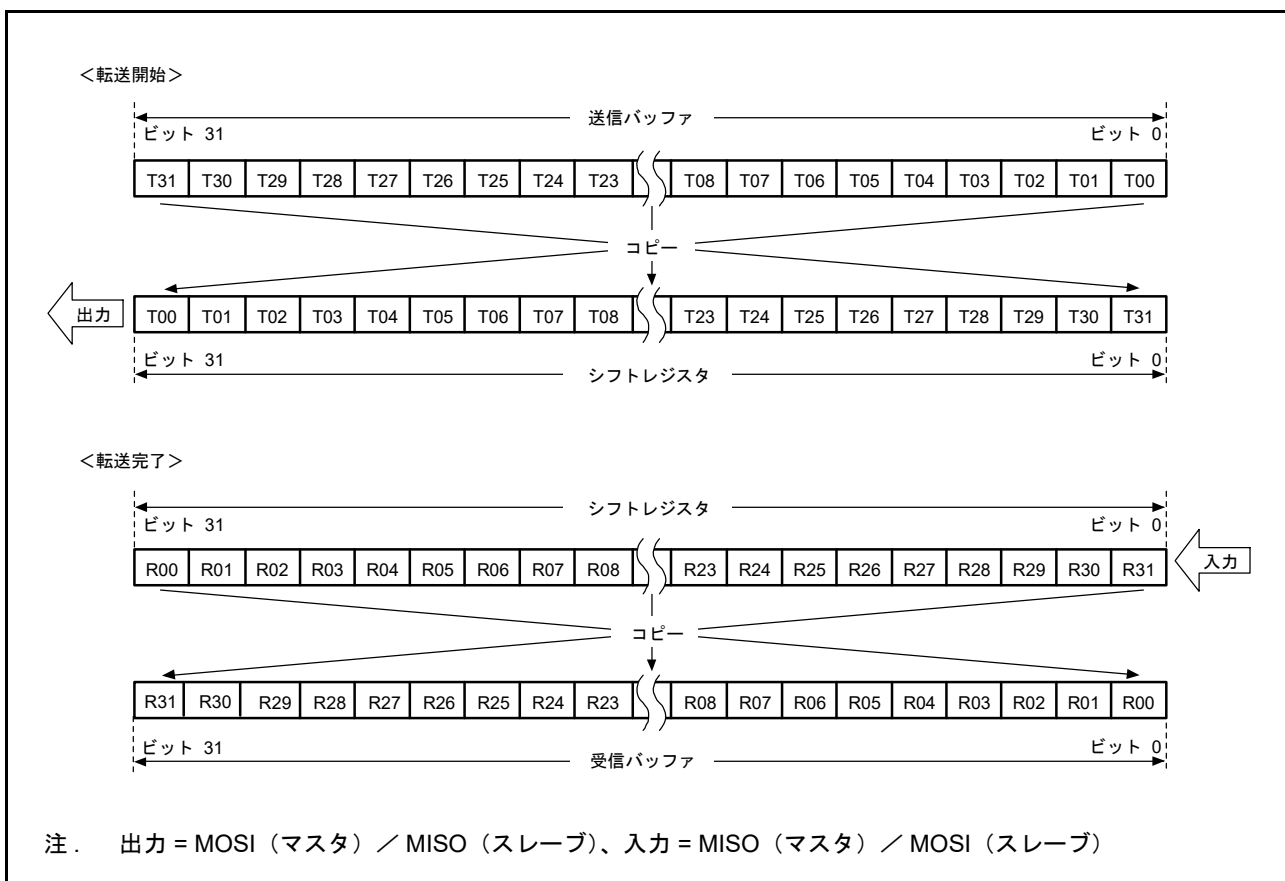 ＜転送開始＞
送信バッファ
ビット 31 ビット 0
T31 T30 T29 T28 T27 T26 T25 T24 T23 T08 T07 T06 T05 T04 T03 T02 T01 T00
コピー
出力 T00 T01 T02 T03 T04 T05 T06 T07 T08 T23 T24 T25 T26 T27 T28 T29 T30 T31
ビット 31 ビット 0
シフトレジスタ
＜転送完了＞
シフトレジスタ
ビット 31 ビット 0
R00 R01 R02 R03 R04 R05 R06 R07 R08 R23 R24 R25 R26 R27 R28 R29 R30 R31 入力
コピー
R31 R30 R29 R28 R27 R26 R25 R24 R23 R08 R07 R06 R05 R04 R03 R02 R01 R00
ビット 31 ビット 0
受信バッファ
注． 出力 = MOSI（マスタ）／ MISO（スレーブ）、入力 = MISO（マスタ）／ MOSI（スレーブ）